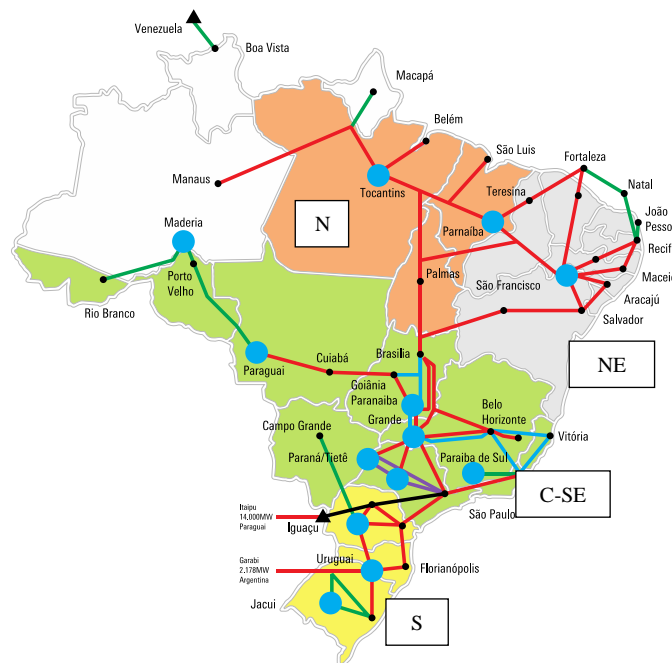 Venezuela
Boa Vista
Macapá
Belém
São Luis
Fortaleza
Manaus
Tocantins
Teresina
Natal
Maderia
N
Parnaíba
João
Pesso
Recif
Porto
Velho
Palmas
São Francisco
Maceió
Rio Branco
Aracajú
Salvador
Paraguai
Cuiabá
Brasilia
NE
Goiânia
Paranaiba
Grande
Belo
Horizonte
Campo Grande
Vitória
Paraná/Tietê
Paraiba de Sul
C-SE
Itaipu
14,000MW
Paraguai
Iguaçu
São Paulo
Garabi
2.178MW
Argentina
Uruguai
Florianópolis
Jacui
S